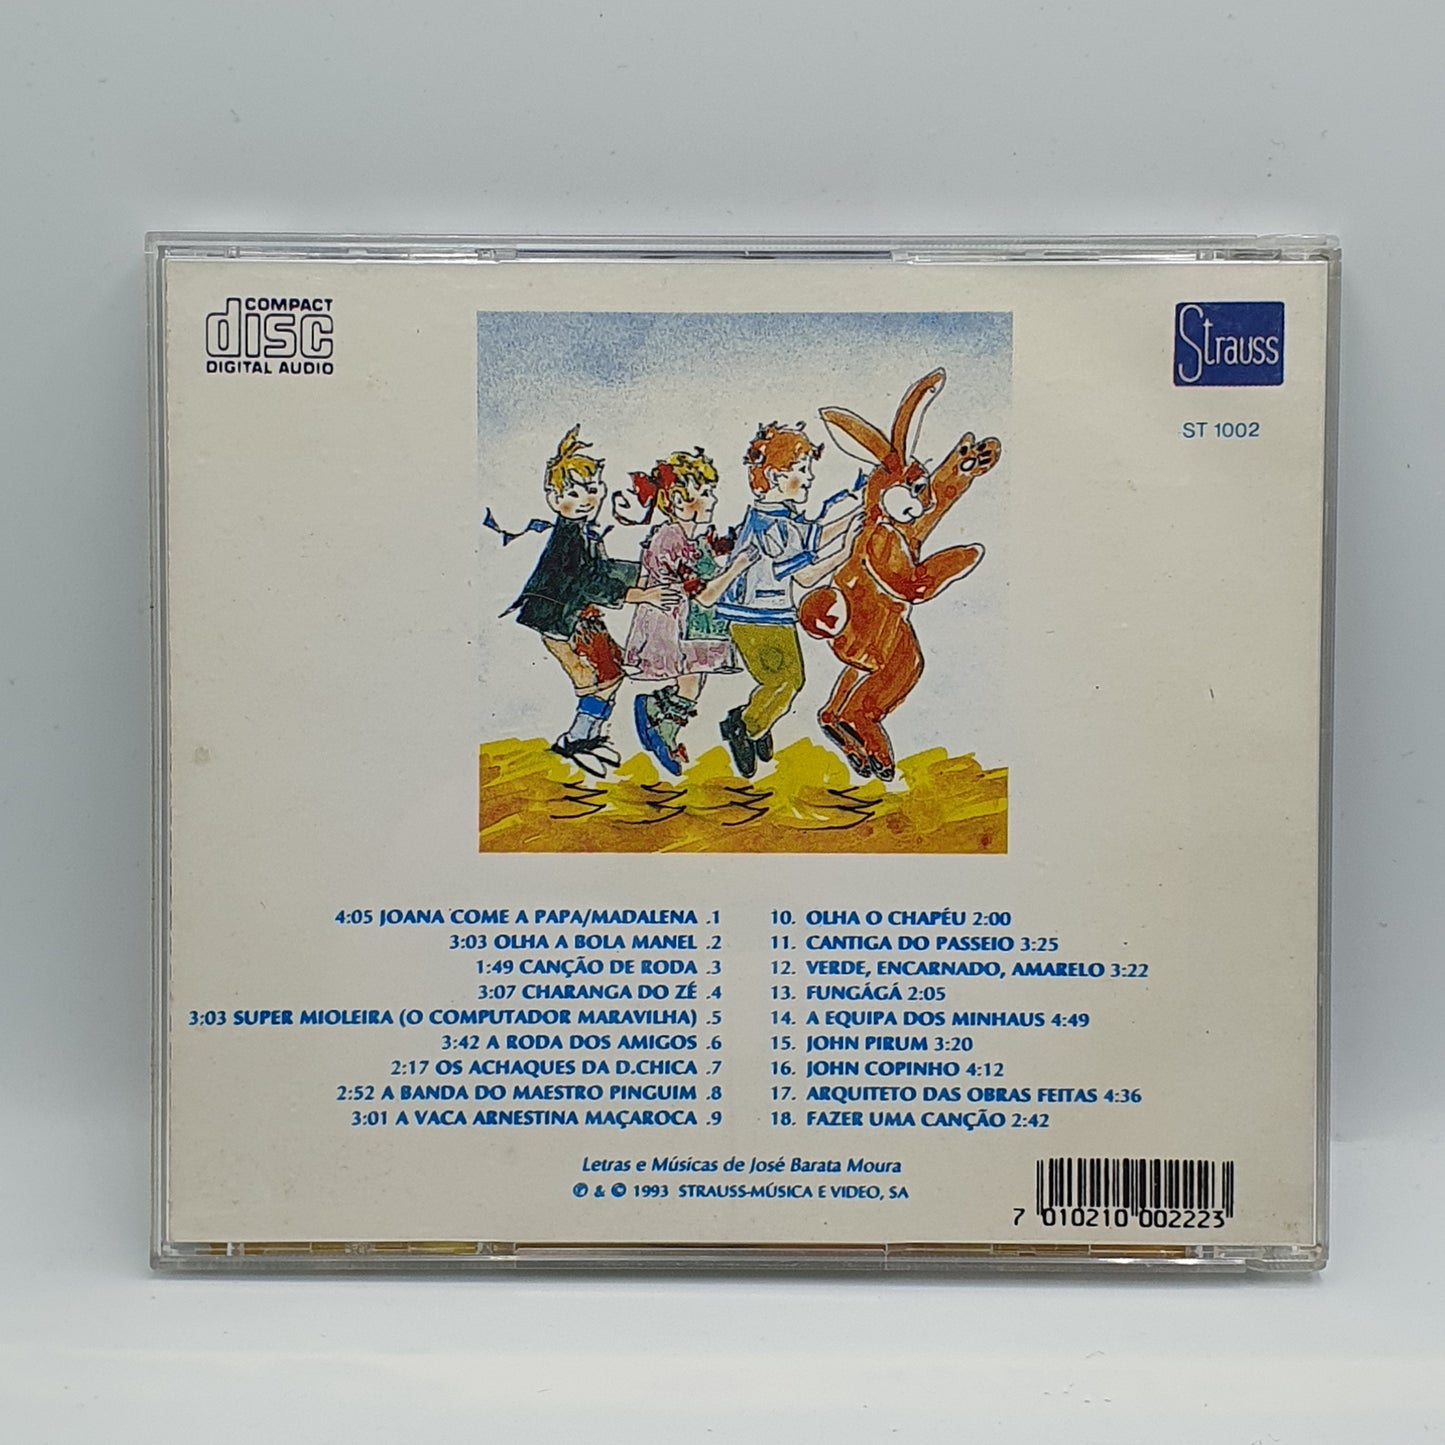 COMPACT
disc
DIGITAL AUDIO
Strauss
ST 1002
4:05 JOANA COME A PAPA/MADALENA .1
3:03 OLHA A BOLA MANEL .2
1:49 CANÇÃO DE RODA .3
3:07 CHARANGA DO ZÉ .4
3:03 SUPER MIOLEIRA (O COMPUTADOR MARAVILHA) .5
3:42 A RODA DOS AMIGOS .6
2:17 OS ACHAQUES DA D.CHICA .7
2:52 A BANDA DO MAESTRO PINGUIM .8
3:01 A VACA ARNESTINA MAÇAROCA .9
10. OLHA O CHAPÉU 2:00
11. CANTIGA DO PASSEIO 3:25
12. VERDE, ENCARNADO, AMARELO 3:22
13. FUNGÁGÁ 2:05
14. A EQUIPA DOS MINHAUS 4:49
15. JOHN PIRUM 3:20
16. JOHN COPINHO 4:12
17. ARQUITETO DAS OBRAS FEITAS 4:36
18. FAZER UMA CANÇÃO 2:42
Letras e Músicas de José Barata Moura
℗ & © 1993 STRAUSS-MÚSICA E VIDEO, SA
7 010210 002223